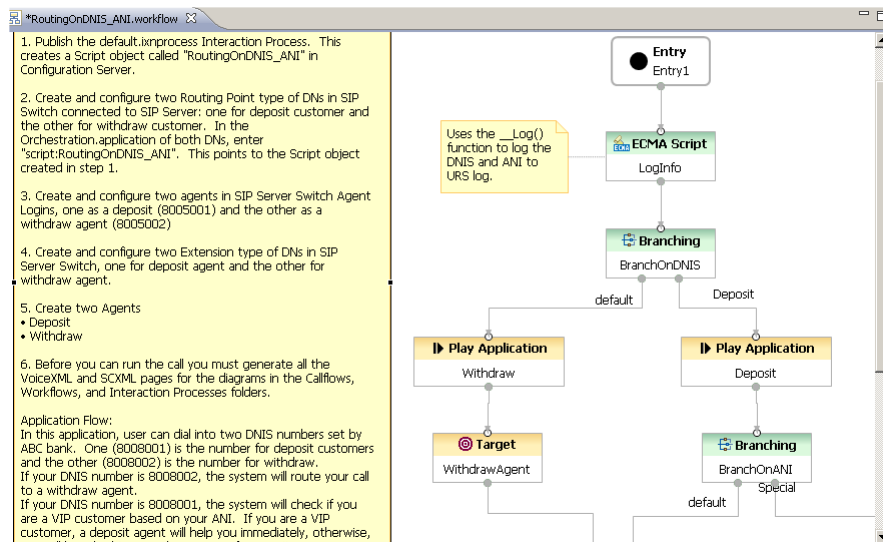 *RoutingOnDNIS_ANI.workflow
1. Publish the default.ixnprocess Interaction Process. This
creates a Script object called "RoutingOnDNIS_ANI" in
Configuration Server.
2. Create and configure two Routing Point type of DNs in SIP
Switch connected to SIP Server: one for deposit customer and
the other for withdraw customer. In the
Orchestration.application of both DNs, enter
"script:RoutingOnDNIS_ANI". This points to the Script object
created in step 1.
3. Create and configure two agents in SIP Server Switch Agent
Logins, one as a deposit (8005001) and the other as a
withdraw agent (8005002)
4. Create and configure two Extension type of DNs in SIP
Server Switch, one for deposit agent and the other for
withdraw agent.
5. Create two Agents
• Deposit
• Withdraw
6. Before you can run the call you must generate all the
VoiceXML and SCXML pages for the diagrams in the Callflows,
Workflows, and Interaction Processes folders.
Application Flow:
In this application, user can dial into two DNIS numbers set by
ABC bank. One (8008001) is the number for deposit customers
and the other (8008002) is the number for withdraw.
If your DNIS number is 8008002, the system will route your call
to a withdraw agent.
If your DNIS number is 8008001, the system will check if you
are a VIP customer based on your ANI. If you are a VIP
customer, a deposit agent will help you immediately, otherwise,
Entry
Entry1
Uses the __Log()
function to log the
DNIS and ANI to
URS log.
ECMA Script
LogInfo
Branching
BranchOnDNIS
default
Deposit
Play Application
Withdraw
Play Application
Deposit
Target
WithdrawAgent
Branching
BranchOnANI
default
Special